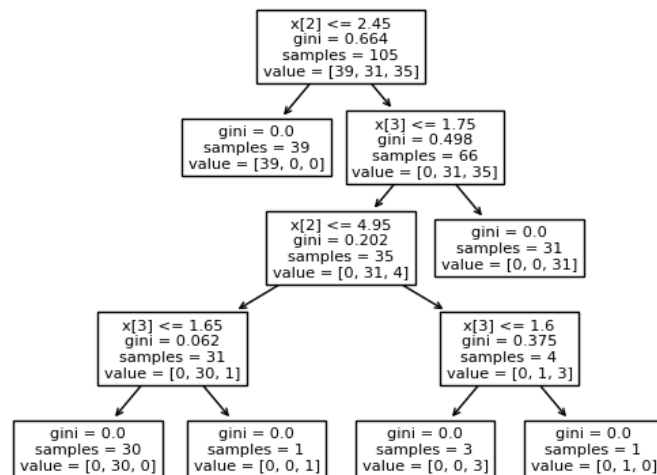 x[2] <= 2.45
gini = 0.664
samples = 105
value = [39, 31, 35]
gini = 0.0
samples = 39
value = [39, 0, 0]
x[3] <= 1.75
gini = 0.498
samples = 66
value = [0, 31, 35]
x[2] <= 4.95
gini = 0.202
samples = 35
value = [0, 31, 4]
gini = 0.0
samples = 31
value = [0, 0, 31]
x[3] <= 1.65
gini = 0.062
samples = 31
value = [0, 30, 1]
x[3] <= 1.6
gini = 0.375
samples = 4
value = [0, 1, 3]
gini = 0.0
samples = 30
value = [0, 30, 0]
gini = 0.0
samples = 1
value = [0, 0, 1]
gini = 0.0
samples = 3
value = [0, 0, 3]
gini = 0.0
samples = 1
value = [0, 1, 0]